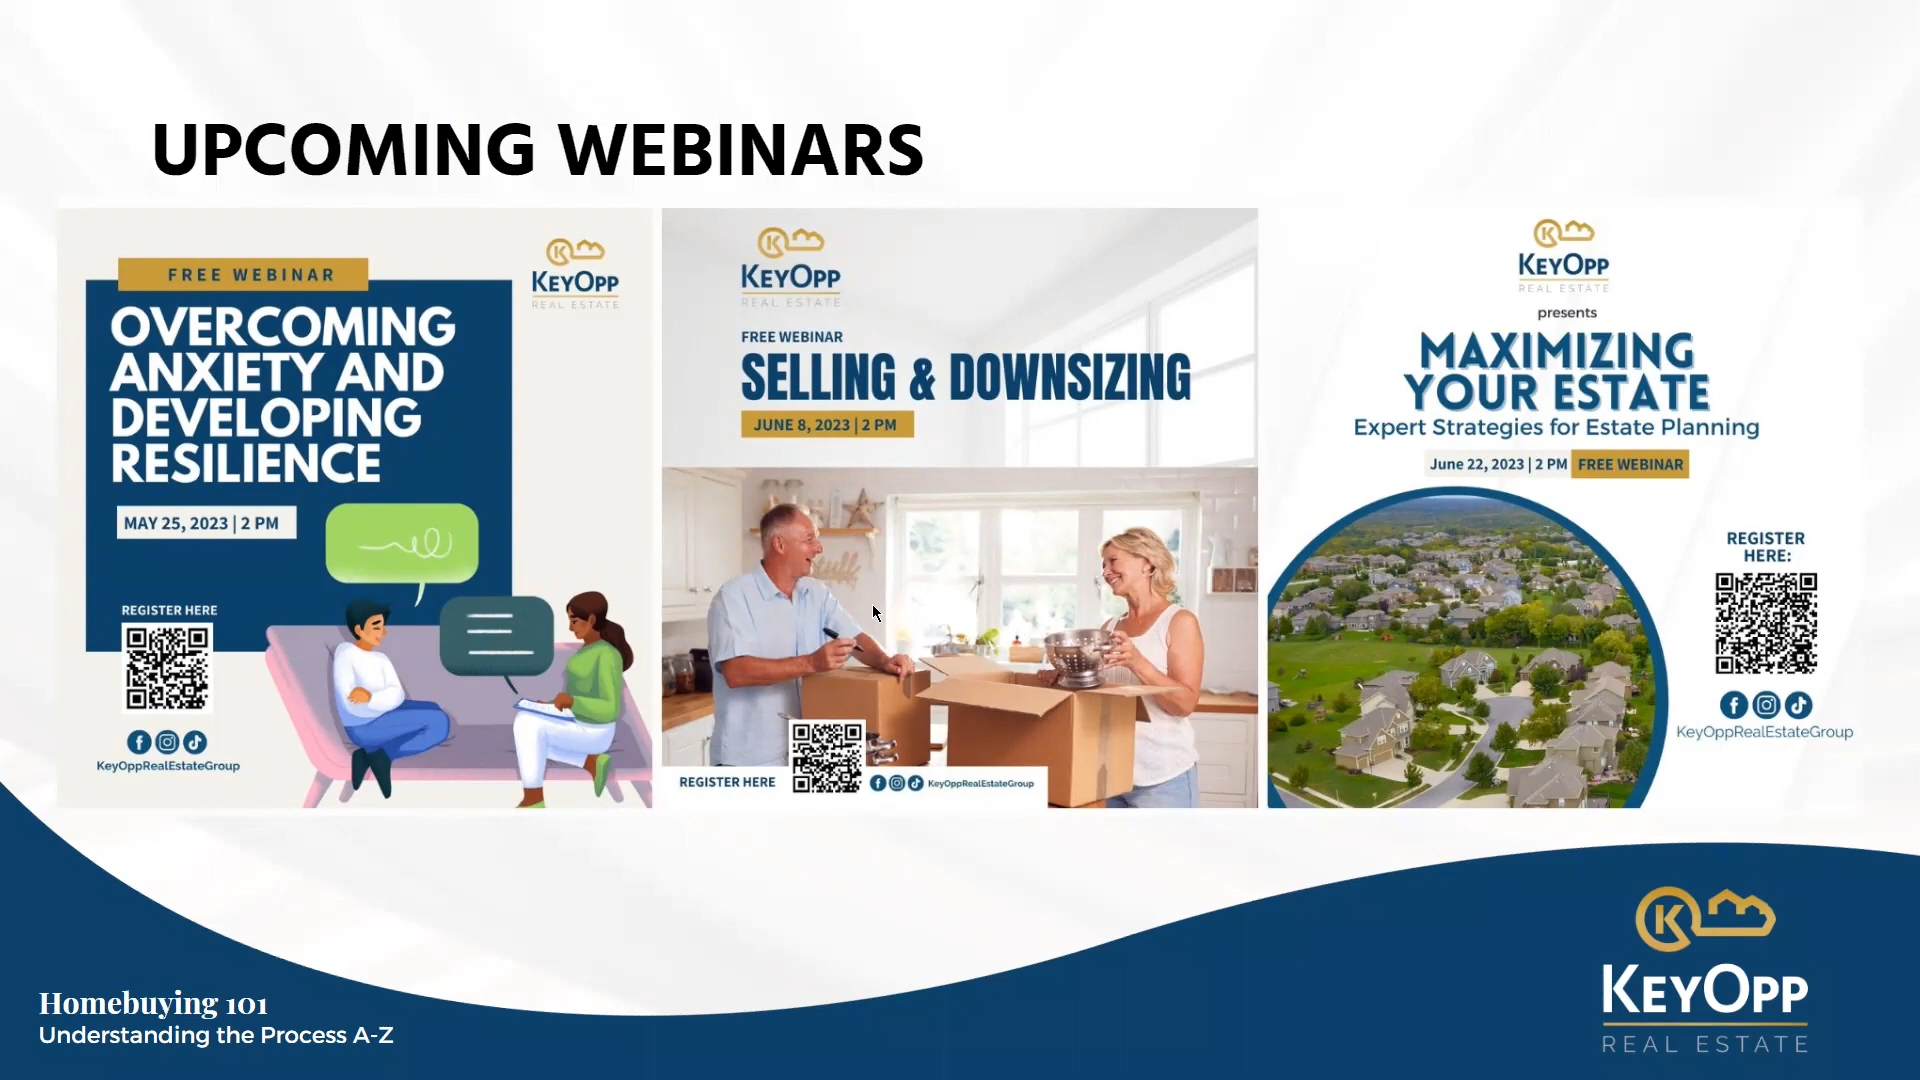 UPCOMING WEBINARS
FREE WEBINAR
OVERCOMING
ANXIETY AND
DEVELOPING
RESILIENCE
MAY 25, 2023 | 2 PM
REGISTER HERE
KeyOppRealEstateGroup
KEYOPP
REAL ESTATE
KEYOPP
REAL ESTATE
FREE WEBINAR
SELLING & DOWNSIZING
JUNE 8, 2023 | 2 PM
REGISTER HERE
KeyOppRealEstateGroup
KEYOPP
REAL ESTATE
presents
MAXIMIZING
YOUR ESTATE
Expert Strategies for Estate Planning
June 22, 2023 | 2 PM FREE WEBINAR
REGISTER
HERE:
KeyOppRealEstateGroup
Homebuying 101
Understanding the Process A-Z
KEYOPP
REAL ESTATE